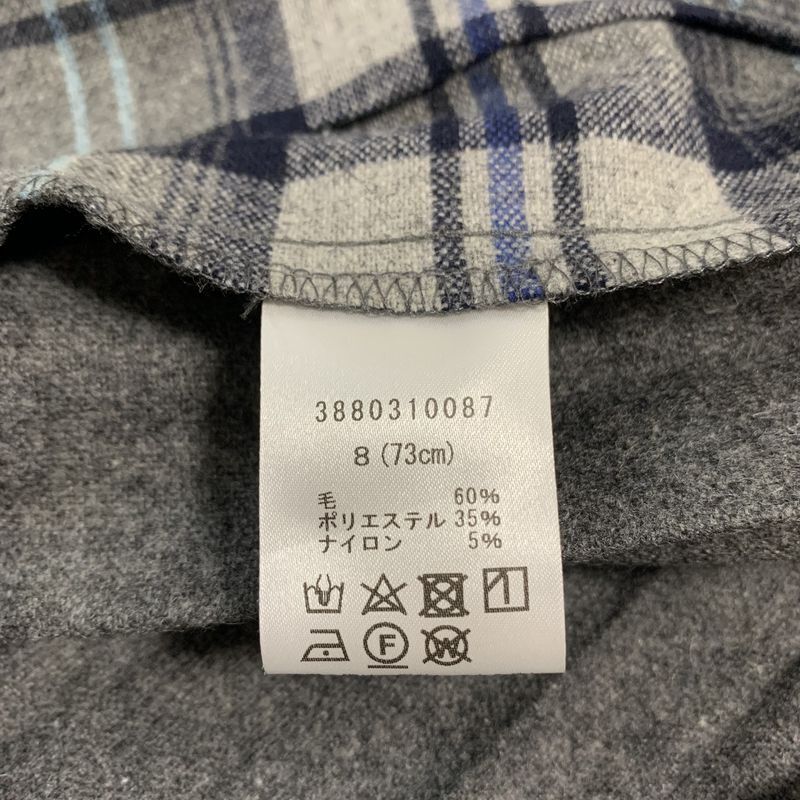 3880310087
8 (73cm)
毛 60%
ポリエステル 35%
ナイロン 5%
F W